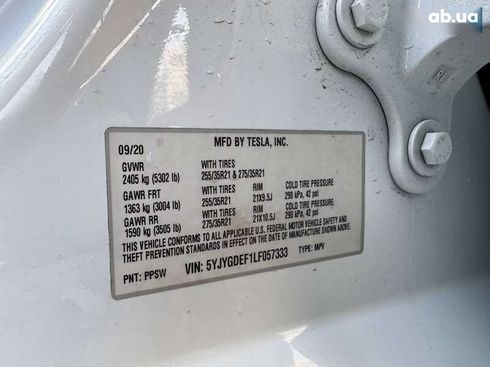 ab.ua
R
09/20 MFD BY TESLA, INC.
GVWR WITH TIRES
2405 kg (5302 lb) 255/35R21 & 275/35R21
GAWR FRT WITH TIRES RIM COLD TIRE PRESSURE
1363 kg (3004 lb) 255/35R21 21X9.5J 290 kPa, 42 psi
GAWR RR WITH TIRES RIM COLD TIRE PRESSURE
1590 kg (3505 lb) 275/35R21 21X10.5J 290 kPa, 42 psi
THIS VEHICLE CONFORMS TO ALL APPLICABLE U.S. FEDERAL MOTOR VEHICLE SAFETY AND
THEFT PREVENTION STANDARDS IN EFFECT ON THE DATE OF MANUFACTURE SHOWN ABOVE.
PNT: PPSW VIN: 5YJYGDEF1LF057333 TYPE: MPV